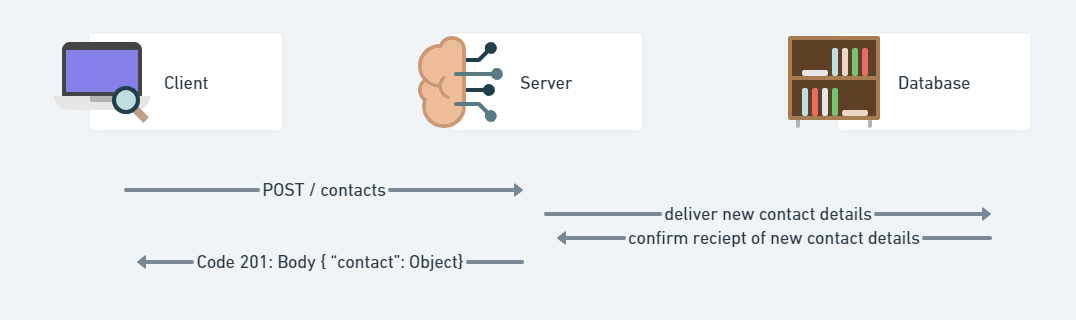 Client
Server
Database
POST / contacts
deliver new contact details
confirm reciept of new contact details
Code 201: Body { “contact”: Object}